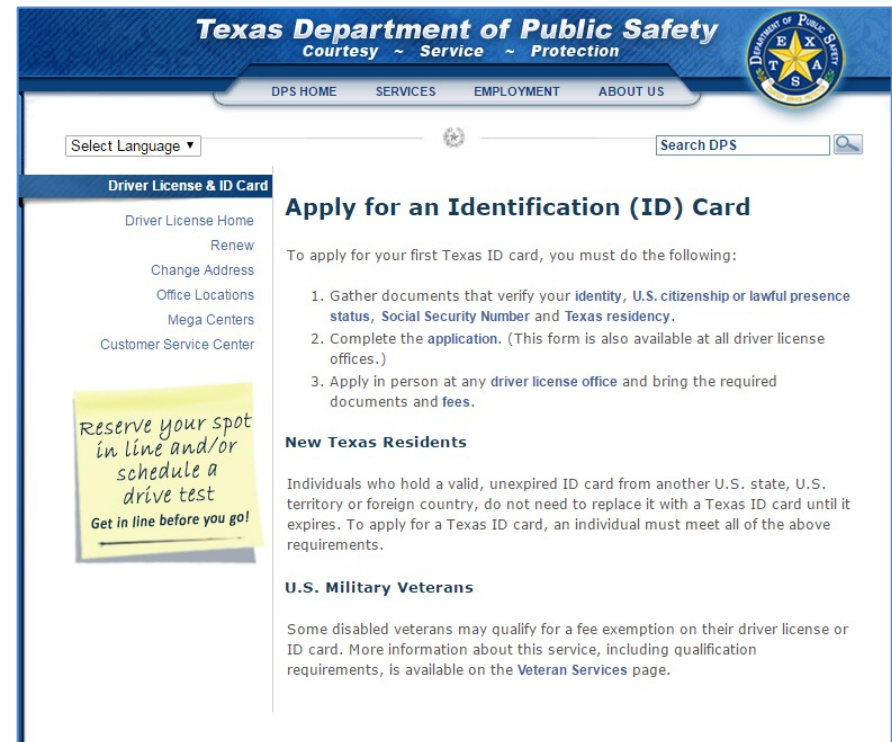 Texas Department of Public Safety
Courtesy ~ Service ~ Protection
DEPARTMENT OF PUBLIC SAFETY
TEXAS
DPS HOME SERVICES EMPLOYMENT ABOUT US
Select Language ▼
Search DPS
Driver License & ID Card
Driver License Home
Renew
Change Address
Office Locations
Mega Centers
Customer Service Center
Reserve your spot
in line and/or
schedule a
drive test
Get in line before you go!
Apply for an Identification (ID) Card
To apply for your first Texas ID card, you must do the following:
1. Gather documents that verify your identity, U.S. citizenship or lawful presence
status, Social Security Number and Texas residency.
2. Complete the application. (This form is also available at all driver license
offices.)
3. Apply in person at any driver license office and bring the required
documents and fees.
New Texas Residents
Individuals who hold a valid, unexpired ID card from another U.S. state, U.S.
territory or foreign country, do not need to replace it with a Texas ID card until it
expires. To apply for a Texas ID card, an individual must meet all of the above
requirements.
U.S. Military Veterans
Some disabled veterans may qualify for a fee exemption on their driver license or
ID card. More information about this service, including qualification
requirements, is available on the Veteran Services page.